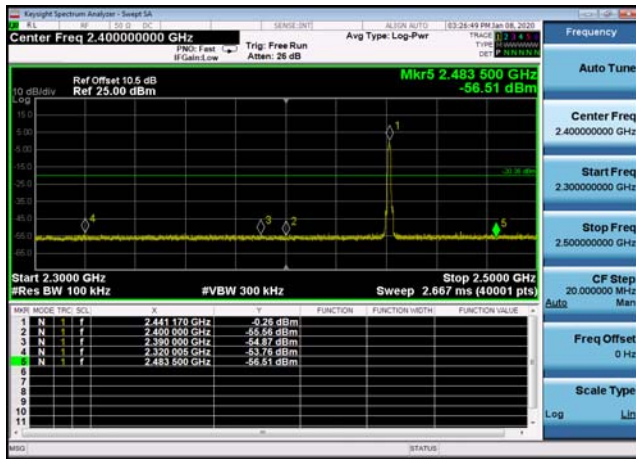 Keysight Spectrum Analyzer - Swept SA
RL RF 50 Ω DC SENSE:INT ALIGN AUTO 03:26:49 PM Jan 08, 2020
Center Freq 2.400000000 GHz
PNO: Fast Trig: Free Run Avg Type: Log-Pwr TRACE 1 2 3 4 5 6
IFGain:Low Atten: 26 dB TYPE
DET P N N N N N
Ref Offset 10.5 dB Mkr5 2.483 500 GHz
10 dB/div Ref 25.00 dBm -56.51 dBm
Log
15.0
5.00
-5.00
-15.0
-25.0
-35.0
-45.0
-55.0
-65.0
1
4
3
2
5
Start 2.3000 GHz Stop 2.5000 GHz
#Res BW 100 kHz #VBW 300 kHz Sweep 2.667 ms (40001 pts)
MKR MODE TRC SCL X Y FUNCTION FUNCTION WIDTH FUNCTION VALUE
1 N 1 f 2.441 170 GHz -0.26 dBm
2 N 1 f 2.400 000 GHz -55.56 dBm
3 N 1 f 2.390 000 GHz -54.87 dBm
4 N 1 f 2.320 005 GHz -53.76 dBm
5 N 1 f 2.483 500 GHz -56.51 dBm
6
7
8
9
10
11
MSG STATUS
Frequency
Auto Tune
Center Freq
2.400000000 GHz
Start Freq
2.300000000 GHz
Stop Freq
2.500000000 GHz
CF Step
20.000000 MHz
Auto Man
Freq Offset
0 Hz
Scale Type
Log Lin